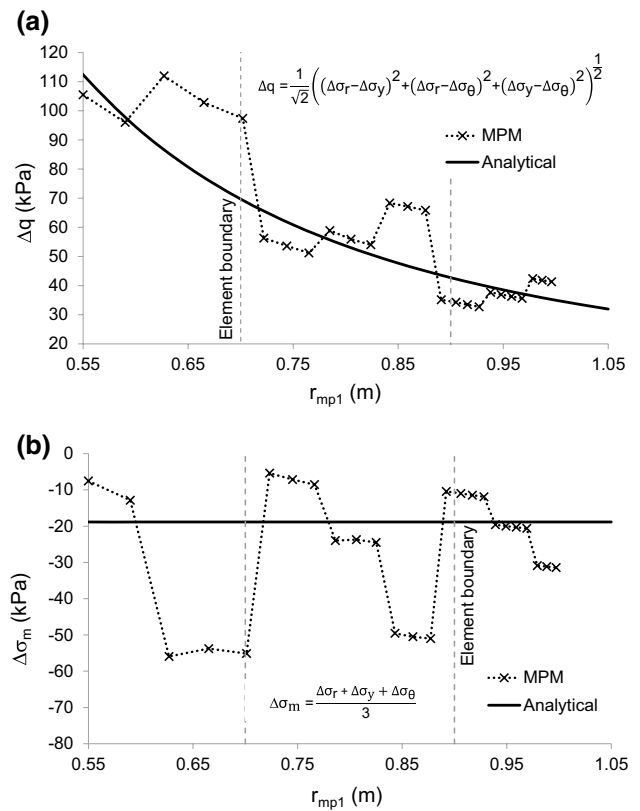 (a)
120
110
100
90
80
70
60
50
40
30
20
Δq (kPa)
Δq = 1/√2 ((Δσr−Δσy)² + (Δσr−Δσθ)² + (Δσy−Δσθ)²)^1/2
MPM
Analytical
Element boundary
0.55 0.65 0.75 0.85 0.95 1.05
rmp1 (m)
(b)
0
-10
-20
-30
-40
-50
-60
-70
-80
Δσm (kPa)
Element boundary
MPM
Analytical
Δσm = (Δσr + Δσy + Δσθ)/3
0.55 0.65 0.75 0.85 0.95 1.05
rmp1 (m)